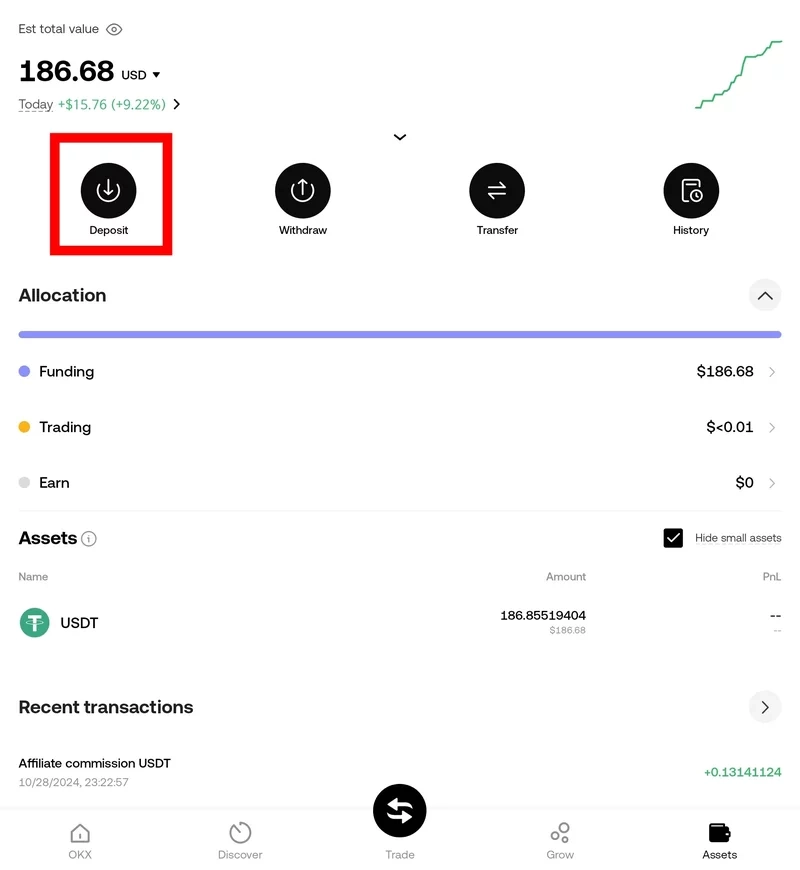 Est total value
186.68 USD
Today +$15.76 (+9.22%)
Deposit Withdraw Transfer History
Allocation
Funding $186.68
Trading $<0.01
Earn $0
Assets Hide small assets
Name Amount PnL
USDT 186.85519404 --
$186.68 --
Recent transactions
Affiliate commission USDT +0.13141124
10/28/2024, 23:22:57
OKX Discover Trade Grow Assets